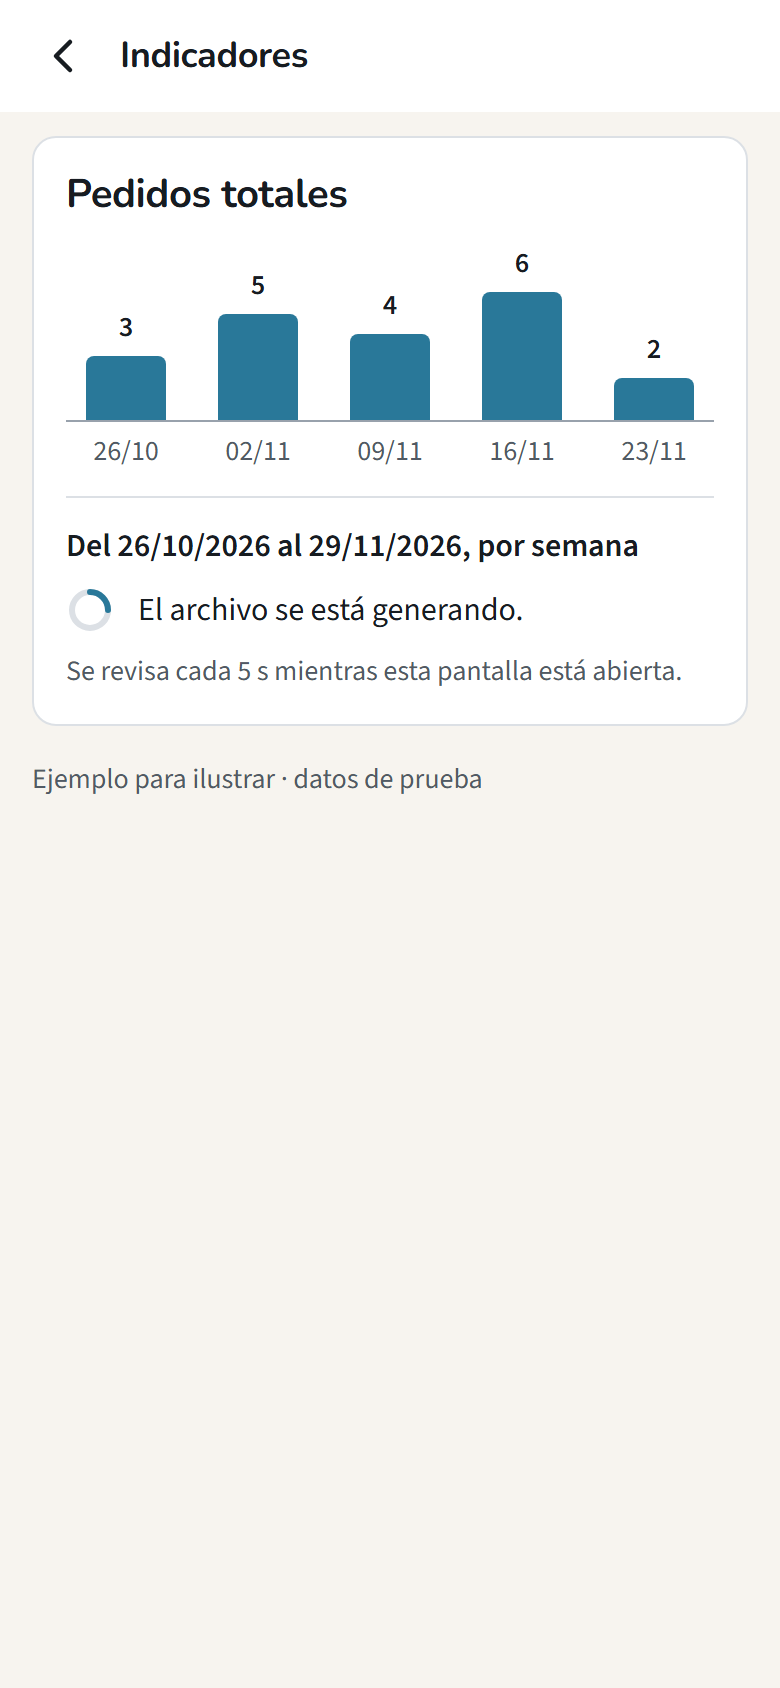 Indicadores
Pedidos totales
3
5
4
6
2
26/10
02/11
09/11
16/11
23/11
Del 26/10/2026 al 29/11/2026, por semana
El archivo se está generando.
Se revisa cada 5 s mientras esta pantalla está abierta.
Ejemplo para ilustrar · datos de prueba